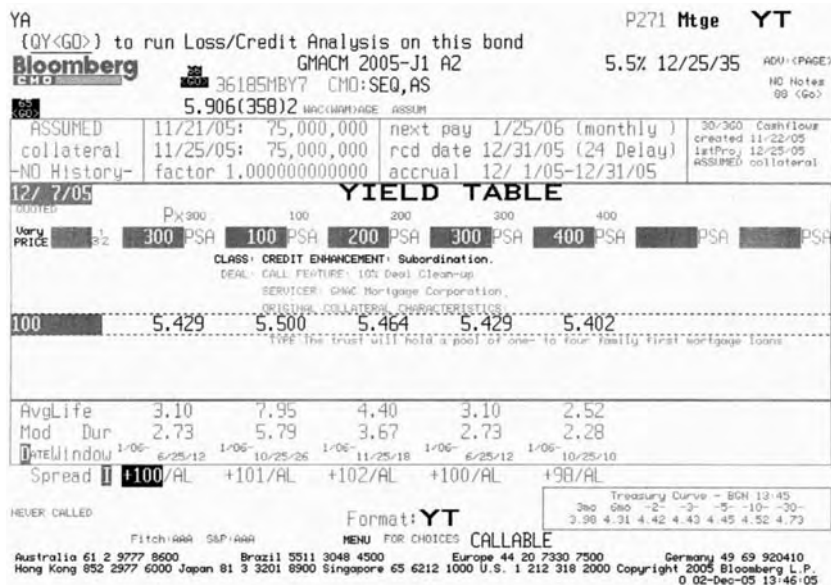 YA P271 Mtge YT
{QY<GO>} to run Loss/Credit Analysis on this bond
Bloomberg GMACM 2005-J1 A2 5.5% 12/25/35 ADV:<PAGE>
CMO 36185MBY7 CMO:SEQ,AS NO Notes
88 <Go>
65 <GO> 5.906(358)2 WAC(WAM)AGE ASSUM
ASSUMED 11/21/05: 75,000,000 next pay 1/25/06 (monthly ) 30/360 Cashflows
collateral 11/25/05: 75,000,000 rcd date 12/31/05 (24 Delay) created 11/22/05
1stProj 12/25/05
-NO History- factor 1.000000000000 accrual 12/ 1/05-12/31/05 ASSUMED collateral
12/ 7/05 YIELD TABLE
QUOTED Px300 100 200 300 400
Vary PRICE 1/32 300 PSA 100 PSA 200 PSA 300 PSA 400 PSA PSA PSA
CLASS: CREDIT ENHANCEMENT: Subordination.
DEAL: CALL FEATURE: 10% Deal Clean-up
SERVICER: GMAC Mortgage Corporation.
ORIGINAL COLLATERAL CHARACTERISTICS:
100 5.429 5.500 5.464 5.429 5.402
TYPE The trust will hold a pool of one- to four family first mortgage loans
AvgLife 3.10 7.95 4.40 3.10 2.52
Mod Dur 2.73 5.79 3.67 2.73 2.28
DATEWindow 1/06-6/25/12 1/06-10/25/26 1/06-11/25/18 1/06-6/25/12 1/06-10/25/10
Spread I +100/AL +101/AL +102/AL +100/AL +98/AL
Treasury Curve - BGN 13:45
3mo 6mo -2- -3- -5- -10- -30-
3.98 4.31 4.42 4.43 4.45 4.52 4.73
NEVER CALLED Format: YT
Fitch:AAA S&P:AAA MENU FOR CHOICES CALLABLE
Australia 61 2 9777 8600 Brazil 5511 3048 4500 Europe 44 20 7330 7500 Germany 49 69 920410
Hong Kong 852 2977 6000 Japan 81 3 3201 8900 Singapore 65 6212 1000 U.S. 1 212 318 2000 Copyright 2005 Bloomberg L.P.
0 02-Dec-05 13:46:05